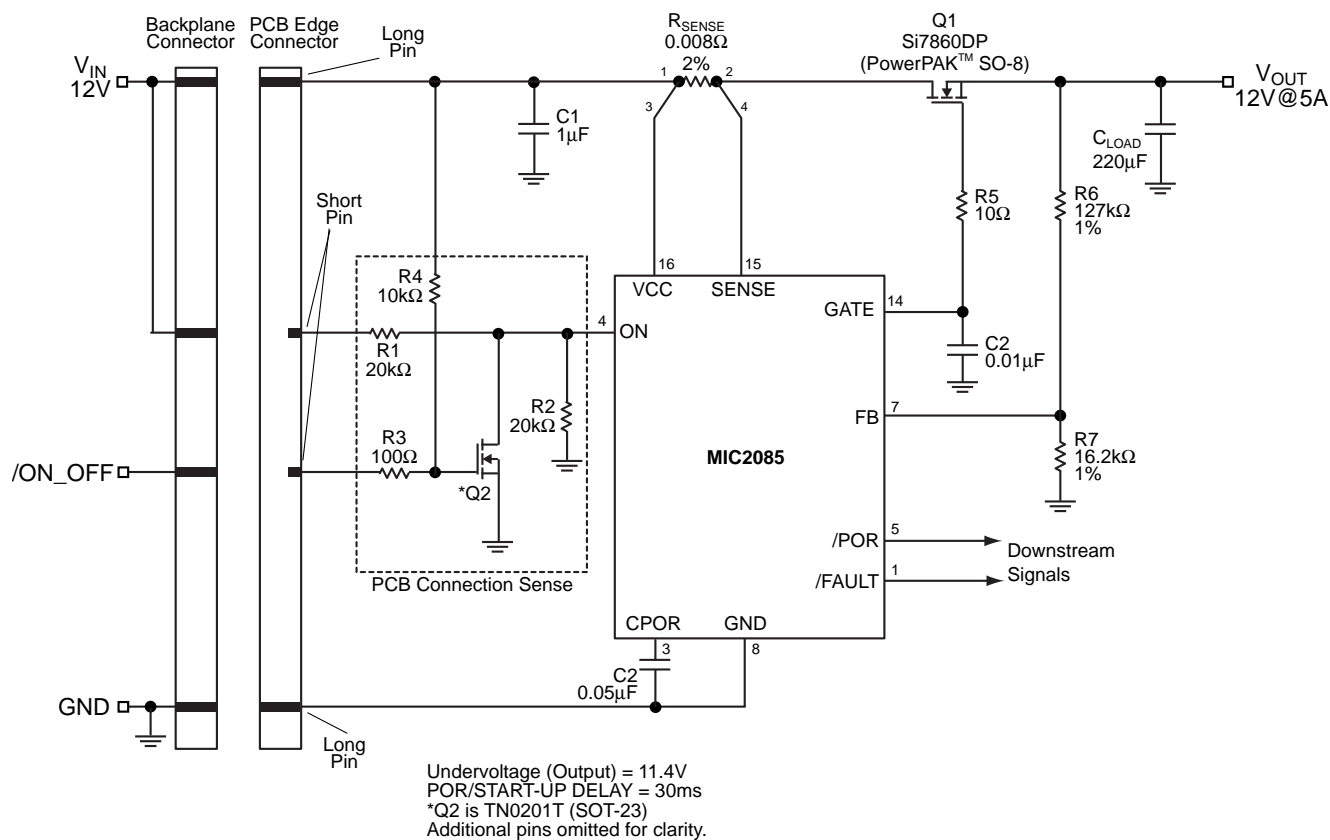 Backplane
Connector
PCB Edge
Connector
Long
Pin
RSENSE
0.008Ω
2%
Q1
Si7860DP
(PowerPAK™ SO-8)
VIN
12V
1
2
3
4
VOUT
12V@5A
C1
1µF
CLOAD
220µF
Short
Pin
R5
10Ω
R6
127kΩ
1%
R4
10kΩ
16
15
VCC
SENSE
GATE
14
4
ON
R1
20kΩ
C2
0.01µF
R2
20kΩ
FB
7
R3
100Ω
/ON_OFF
*Q2
MIC2085
R7
16.2kΩ
1%
/POR
5
Downstream
Signals
/FAULT
1
PCB Connection Sense
CPOR
GND
3
8
C2
0.05µF
GND
Long
Pin
Undervoltage (Output) = 11.4V
POR/START-UP DELAY = 30ms
*Q2 is TN0201T (SOT-23)
Additional pins omitted for clarity.